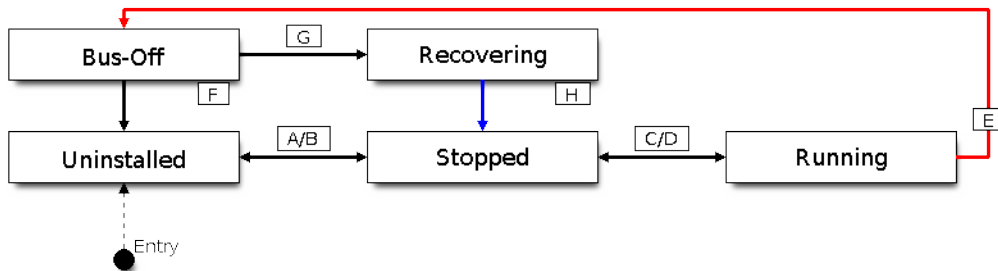 G
Bus-Off
Recovering
F
H
E
A/B
C/D
Uninstalled
Stopped
Running
Entry